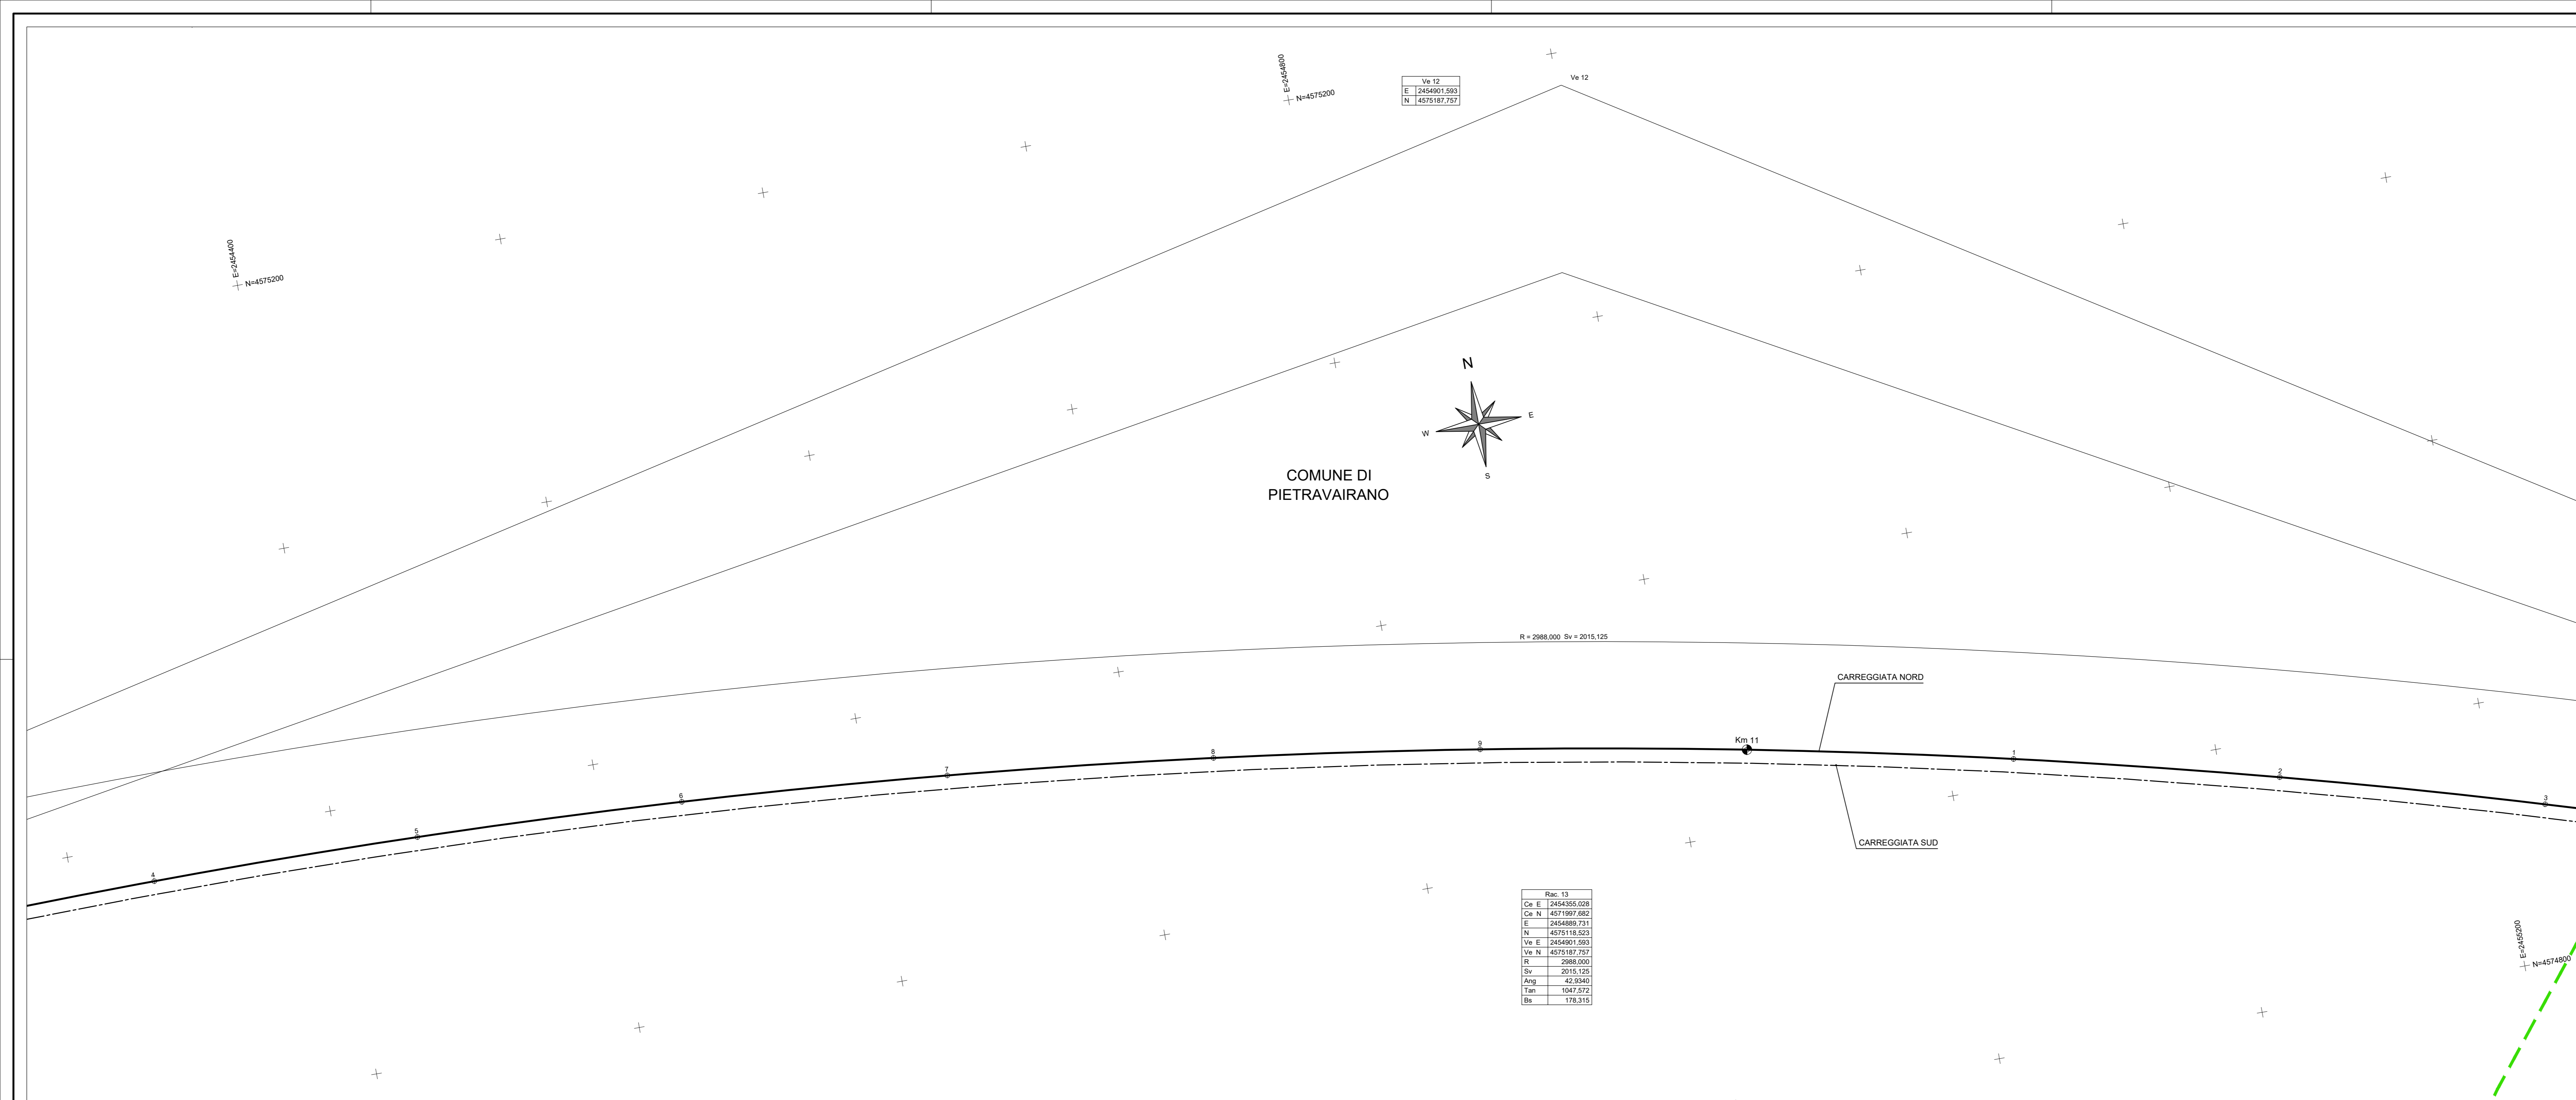 E=2454800
N=4575200
Ve 12
E 2454901,593
N 4575187,757
Ve 12
E=2454400
N=4575200
N
W
E
S
COMUNE DI
PIETRAVAIRANO
R = 2988,000 Sv = 2015,125
CARREGGIATA NORD
Km 11
4
5
6
7
8
9
1
2
3
CARREGGIATA SUD
Rac. 13
Ce E 2454355,028
Ce N 4571997,682
E 2454889,731
N 4575118,523
Ve E 2454901,593
Ve N 4575187,757
R 2988,000
Sv 2015,125
Ang 42,9340
Tan 1047,572
Bs 178,315
E=2455200
N=4574800